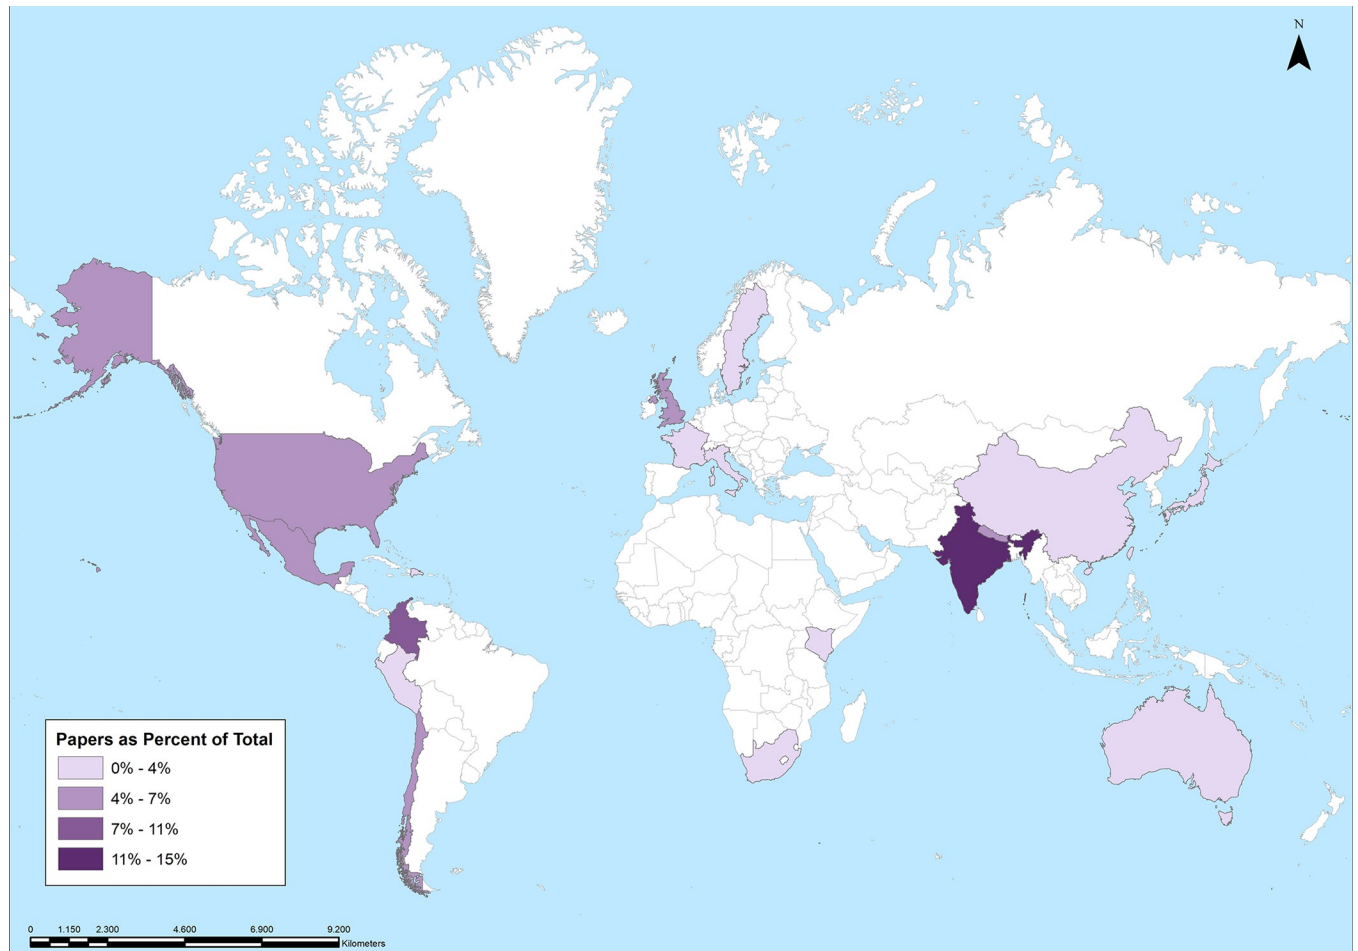 N
Papers as Percent of Total
0% - 4%
4% - 7%
7% - 11%
11% - 15%
0 1.150 2.300 4.600 6.900 9.200
Kilometers